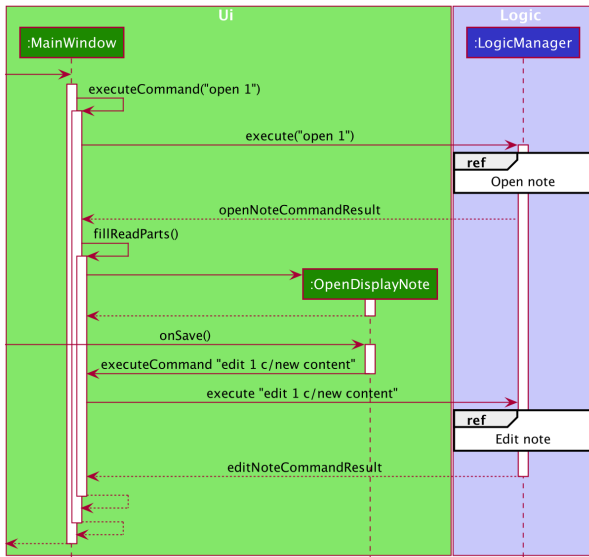 Ui
Logic
:MainWindow
:LogicManager
executeCommand("open 1")
execute("open 1")
ref
Open note
openNoteCommandResult
fillReadParts()
:OpenDisplayNote
onSave()
executeCommand "edit 1 c/new content"
execute "edit 1 c/new content"
ref
Edit note
editNoteCommandResult